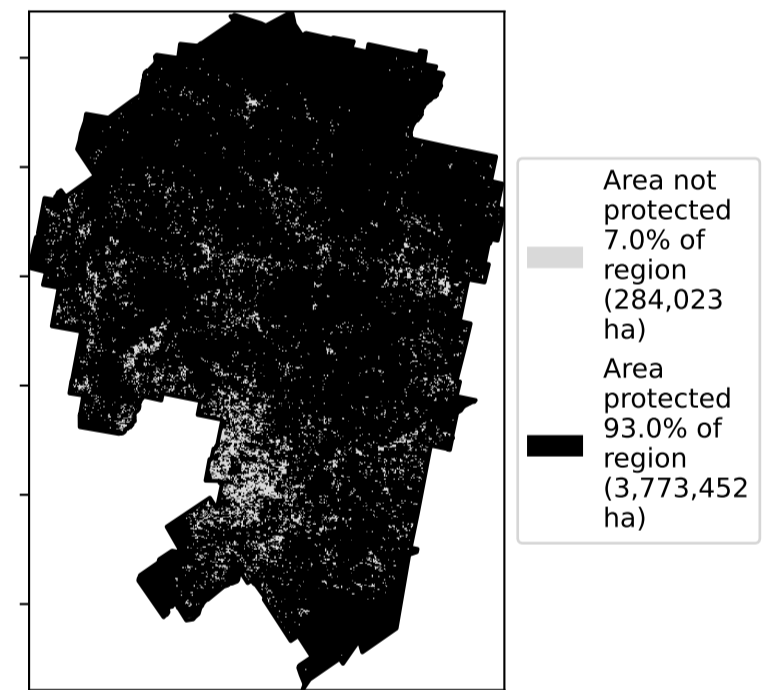 Area not
protected
7.0% of
region
(284,023
ha)
Area
protected
93.0% of
region
(3,773,452
ha)